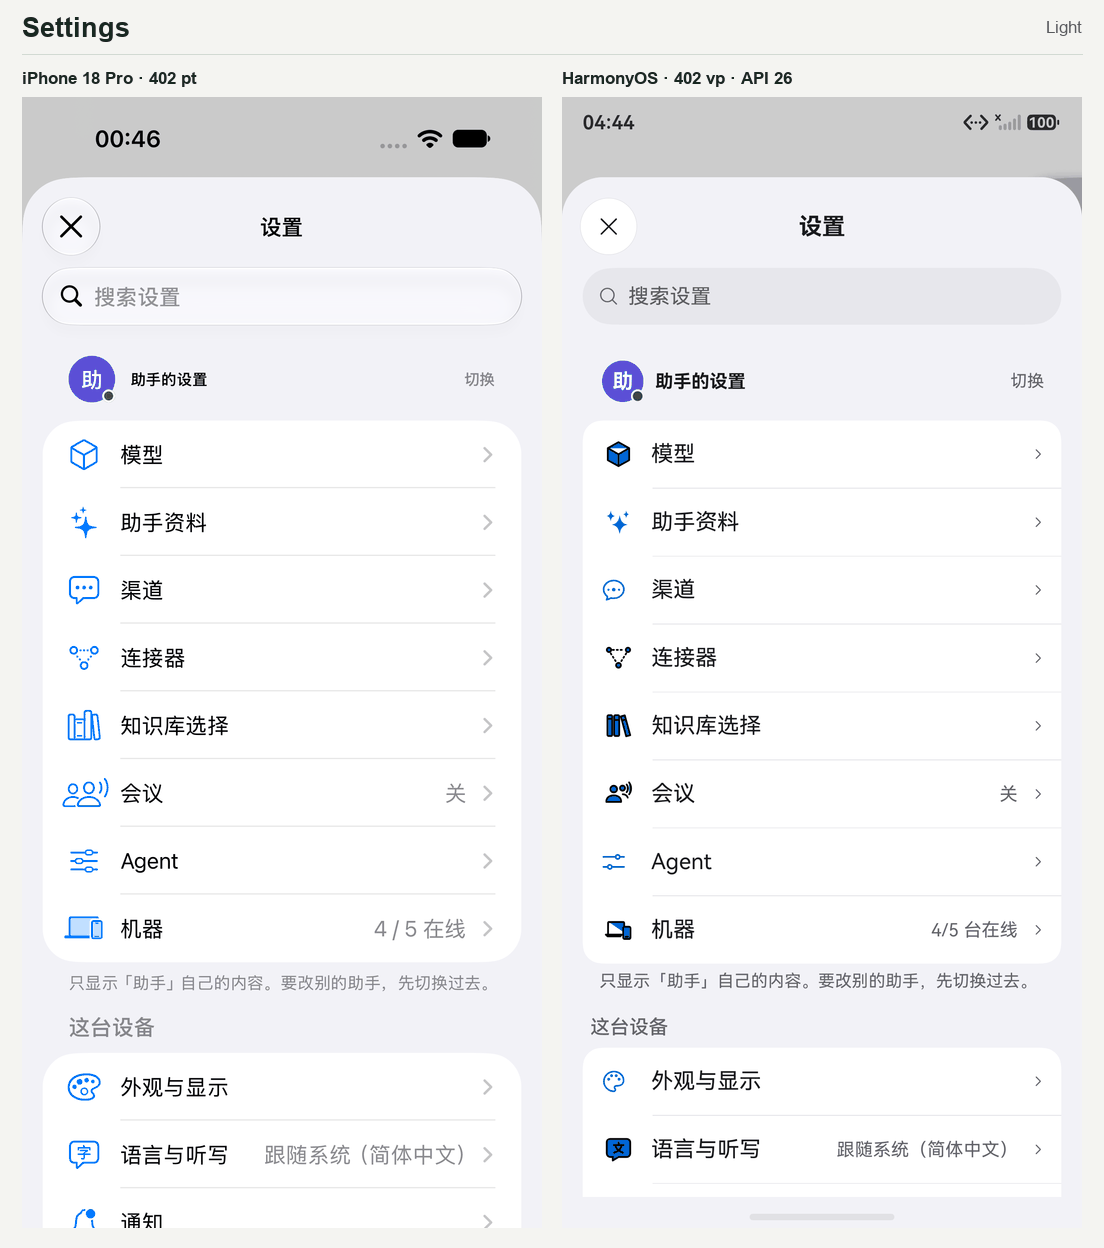 Settings
Light
iPhone 18 Pro · 402 pt
00:46
设置
搜索设置
助
助手的设置
切换
模型
助手资料
渠道
连接器
知识库选择
会议
关
Agent
机器
4 / 5 在线
只显示「助手」自己的内容。要改别的助手，先切换过去。
这台设备
外观与显示
字
语言与听写
跟随系统（简体中文）
通知
HarmonyOS · 402 vp · API 26
04:44
100
设置
搜索设置
助
助手的设置
切换
模型
助手资料
渠道
连接器
知识库选择
会议
关
Agent
机器
4/5 台在线
只显示「助手」自己的内容。要改别的助手，先切换过去。
这台设备
外观与显示
文
语言与听写
跟随系统（简体中文）